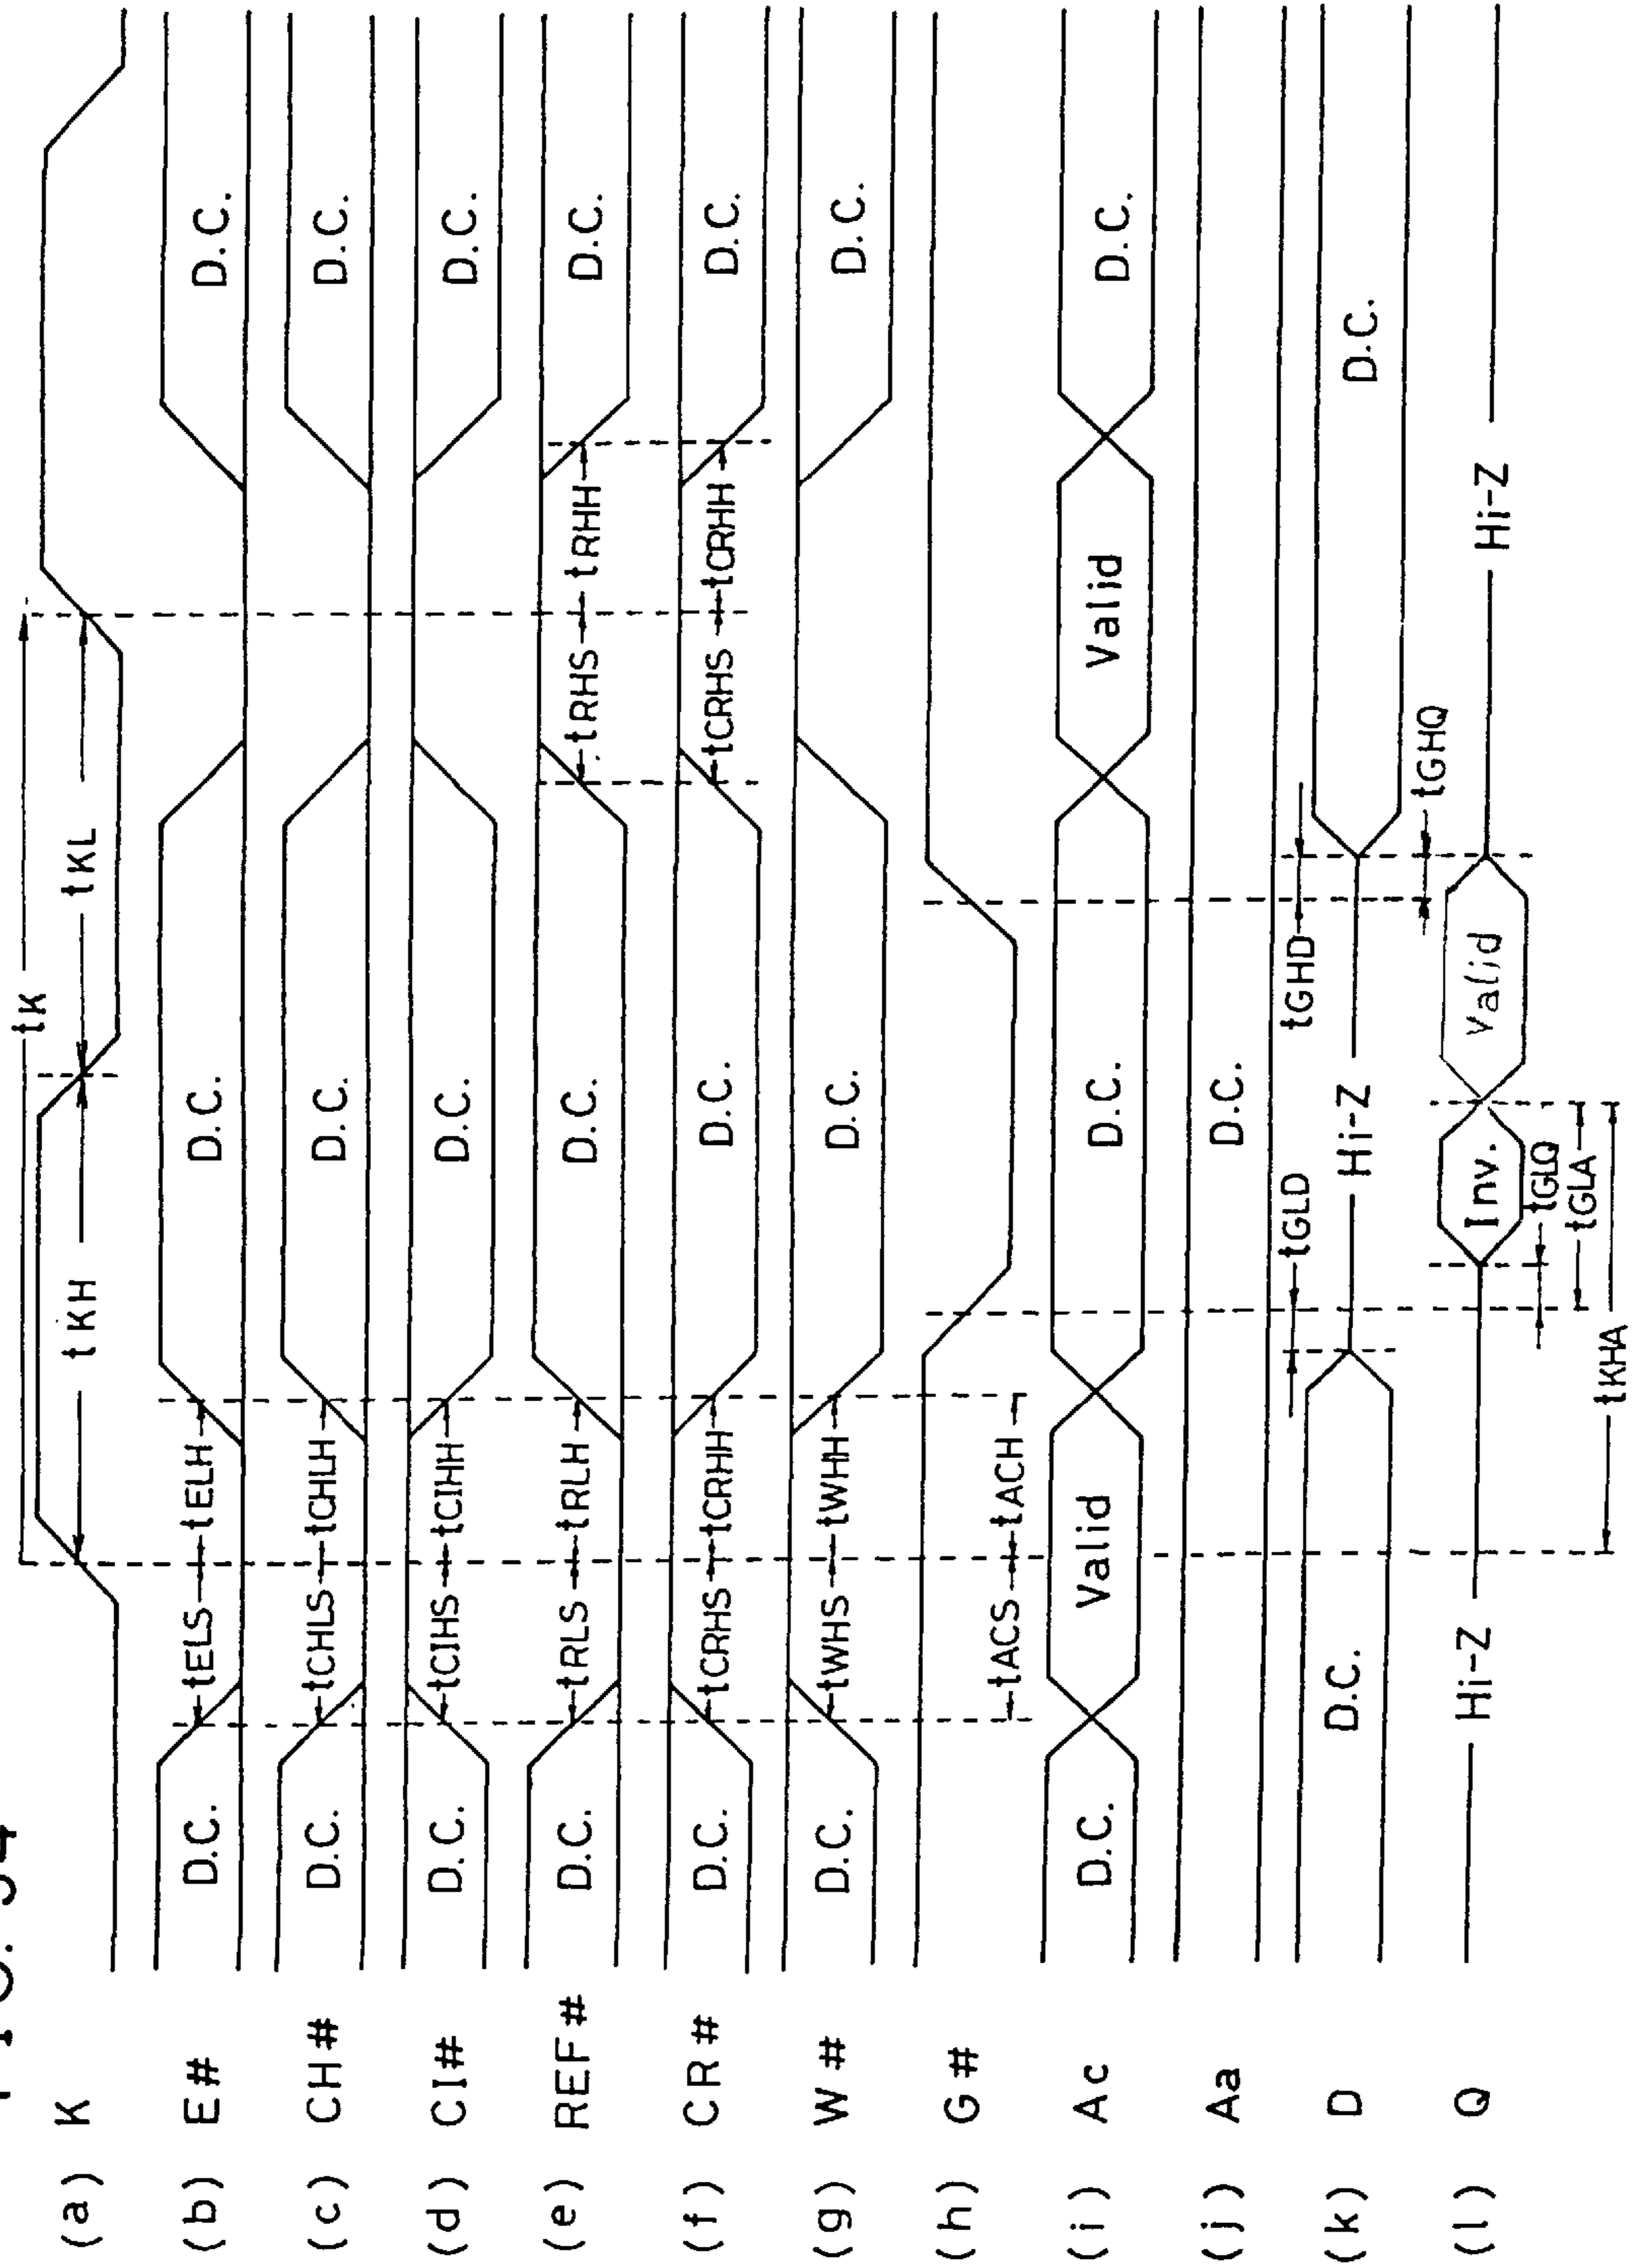 tK
(a) K tKH tKL
(b) E# D.C. tELS tELH D.C. D.C.
(c) CH# D.C. tCHLS tCHLH D.C. D.C.
(d) CI# D.C. tCIHS tCIHH D.C. D.C.
(e) REF# D.C. tRLS tRLH D.C. tRHS tRHH D.C.
(f) CR# D.C. tCRHS tCRHH D.C. tCRHS tCRHH D.C.
(g) W# D.C. tWHS tWHH D.C. D.C.
(h) G# tACS tACH
(i) Ac D.C. Valid D.C. Valid D.C.
(j) Aa D.C.
tGLD tGHD
(k) D D.C. Hi-Z D.C.
tGHQ
(l) Q Hi-Z Inv. Valid Hi-Z
tGLQ
tGLA
tKHA